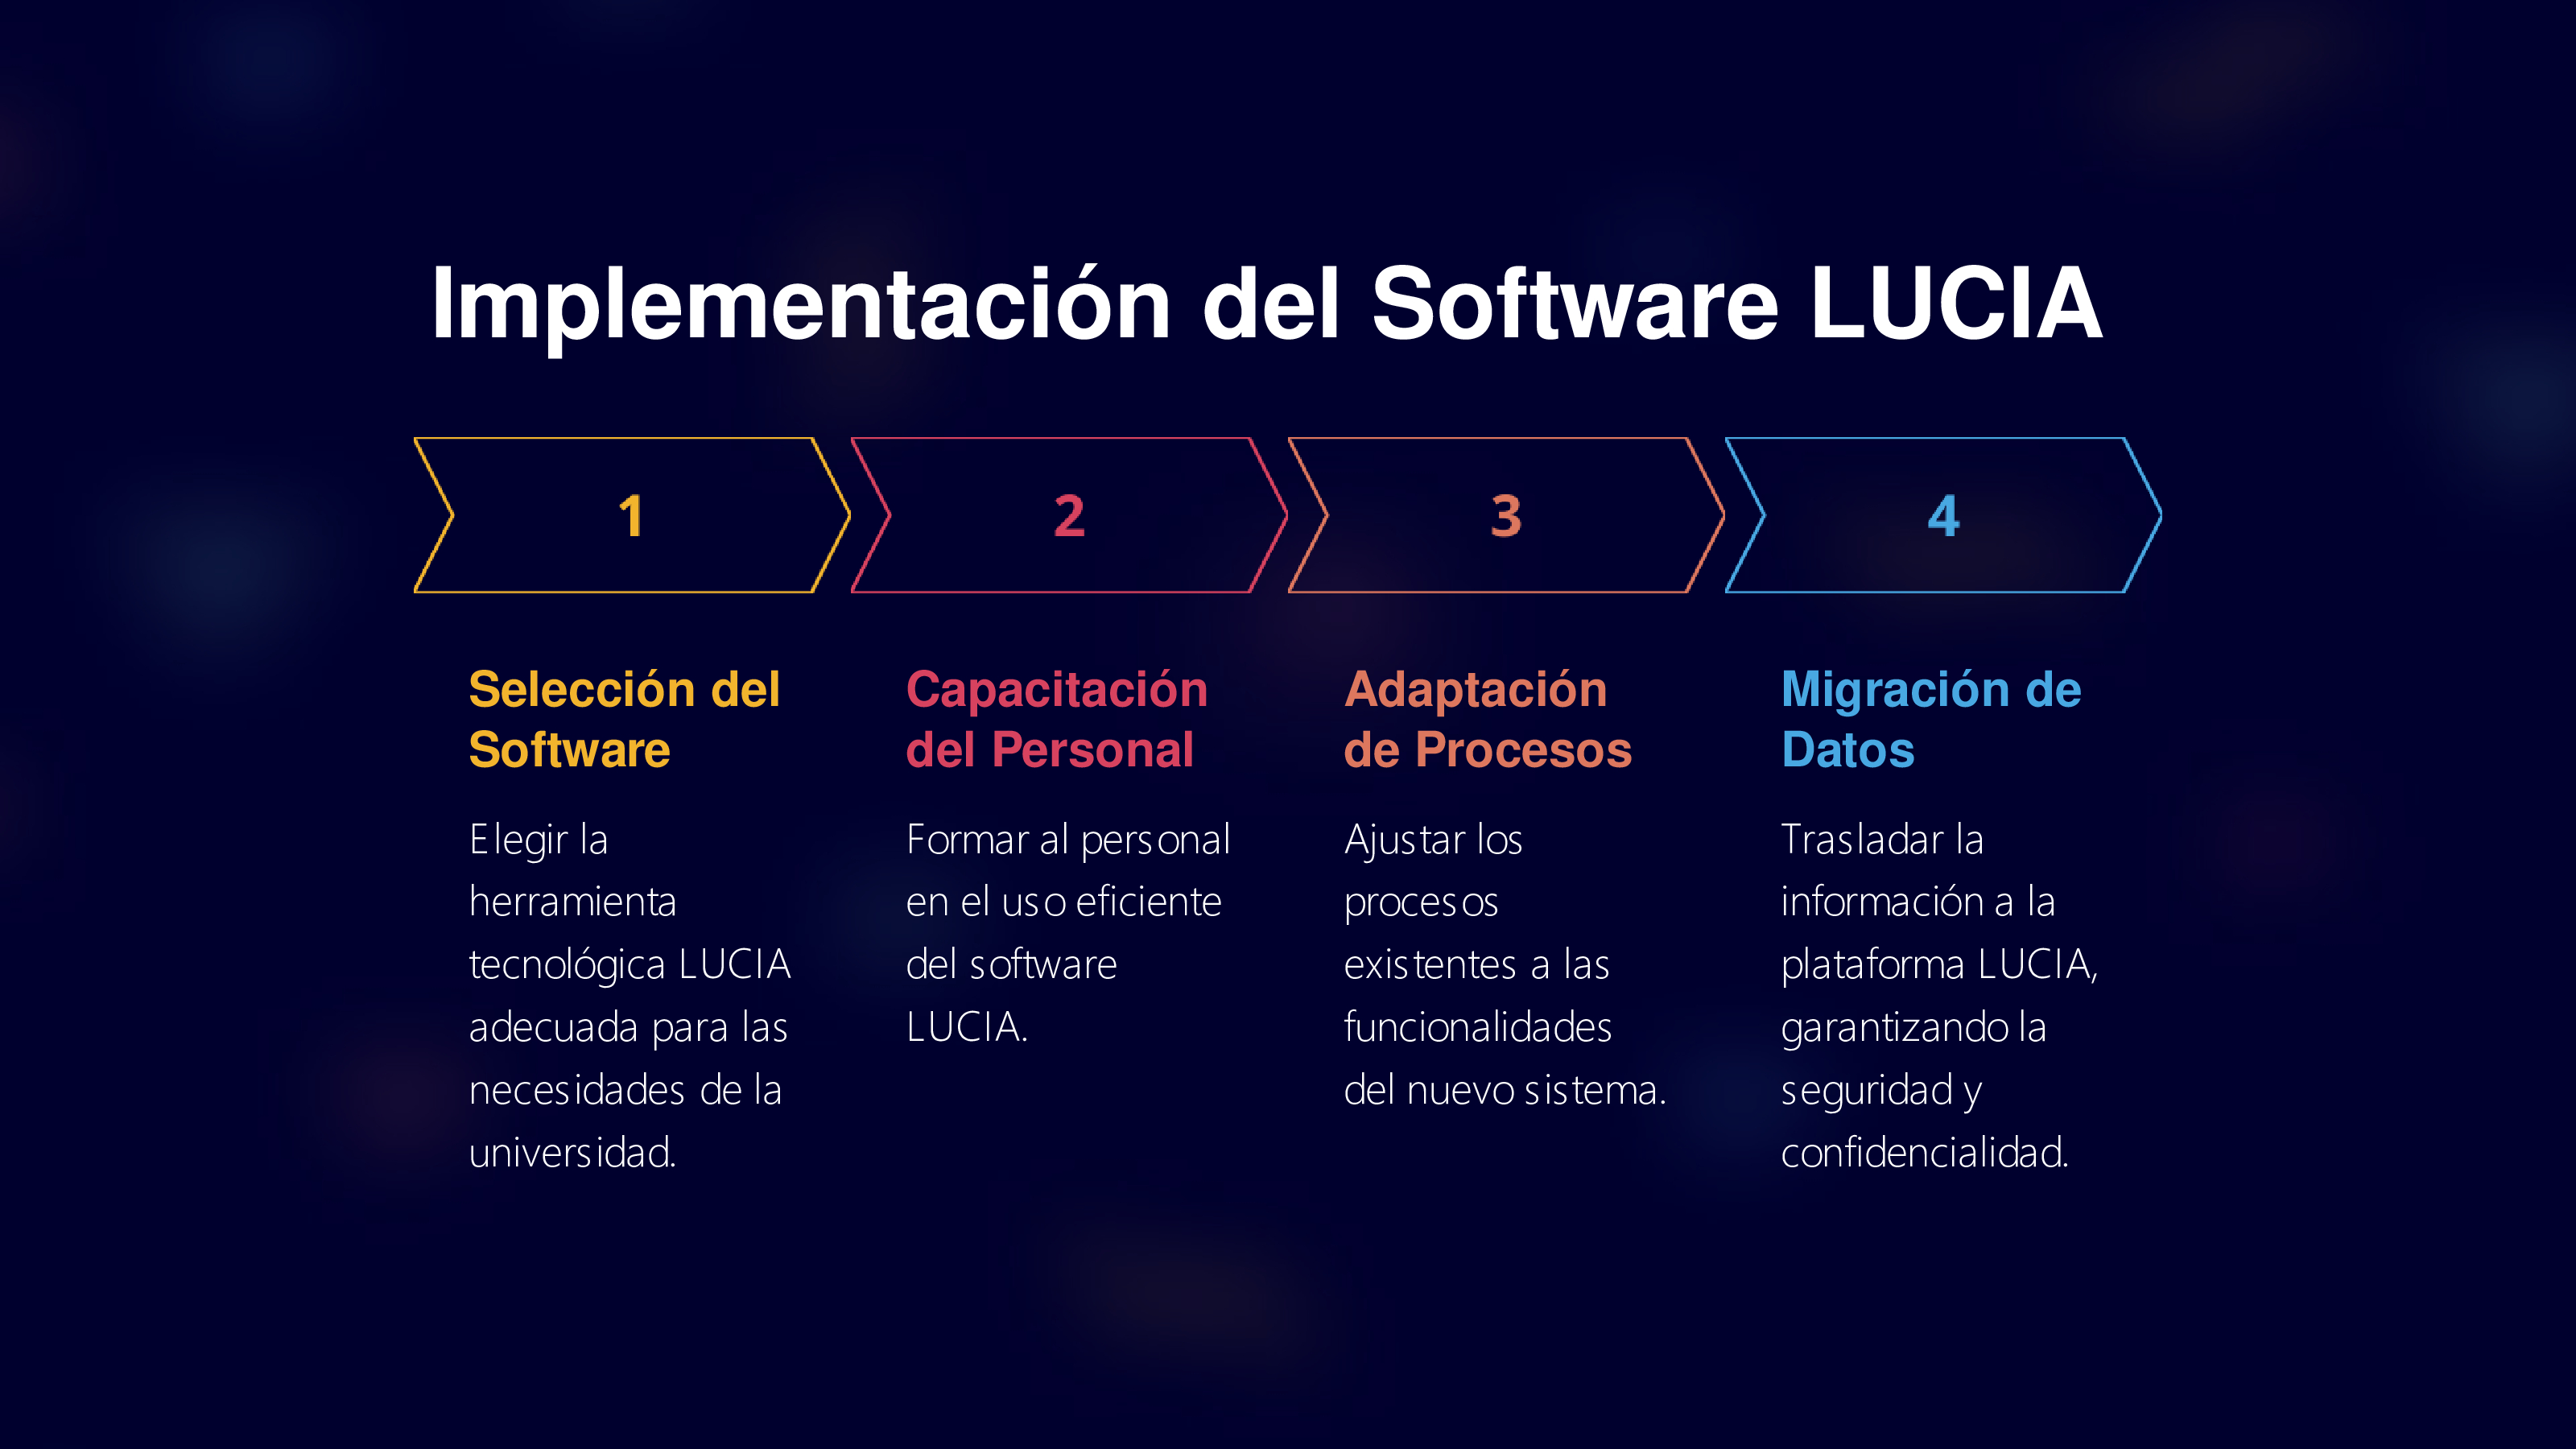 Implementación del Software LUCIA
1
2
3
4
Selección del
Software
Elegir la
herramienta
tecnológica LUCIA
adecuada para las
necesidades de la
universidad.
Capacitación
del Personal
Formar al personal
en el uso eficiente
del software
LUCIA.
Adaptación
de Procesos
Ajustar los
procesos
existentes a las
funcionalidades
del nuevo sistema.
Migración de
Datos
Trasladar la
información a la
plataforma LUCIA,
garantizando la
seguridad y
confidencialidad.